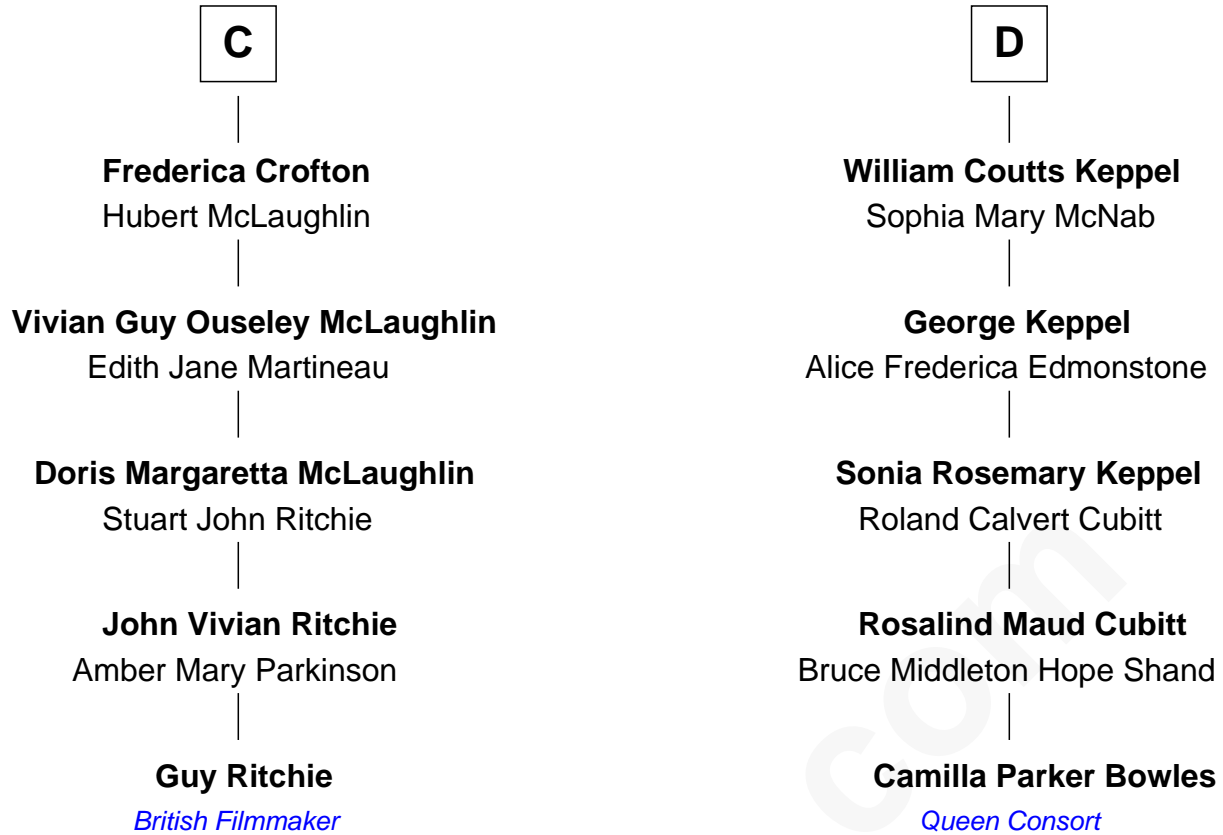 C
Frederica Crofton
Hubert McLaughlin
Vivian Guy Ouseley McLaughlin
Edith Jane Martineau
Doris Margaretta McLaughlin
Stuart John Ritchie
John Vivian Ritchie
Amber Mary Parkinson
Guy Ritchie
British Filmmaker
D
William Coutts Keppel
Sophia Mary McNab
George Keppel
Alice Frederica Edmonstone
Sonia Rosemary Keppel
Roland Calvert Cubitt
Rosalind Maud Cubitt
Bruce Middleton Hope Shand
Camilla Parker Bowles
Queen Consort
com